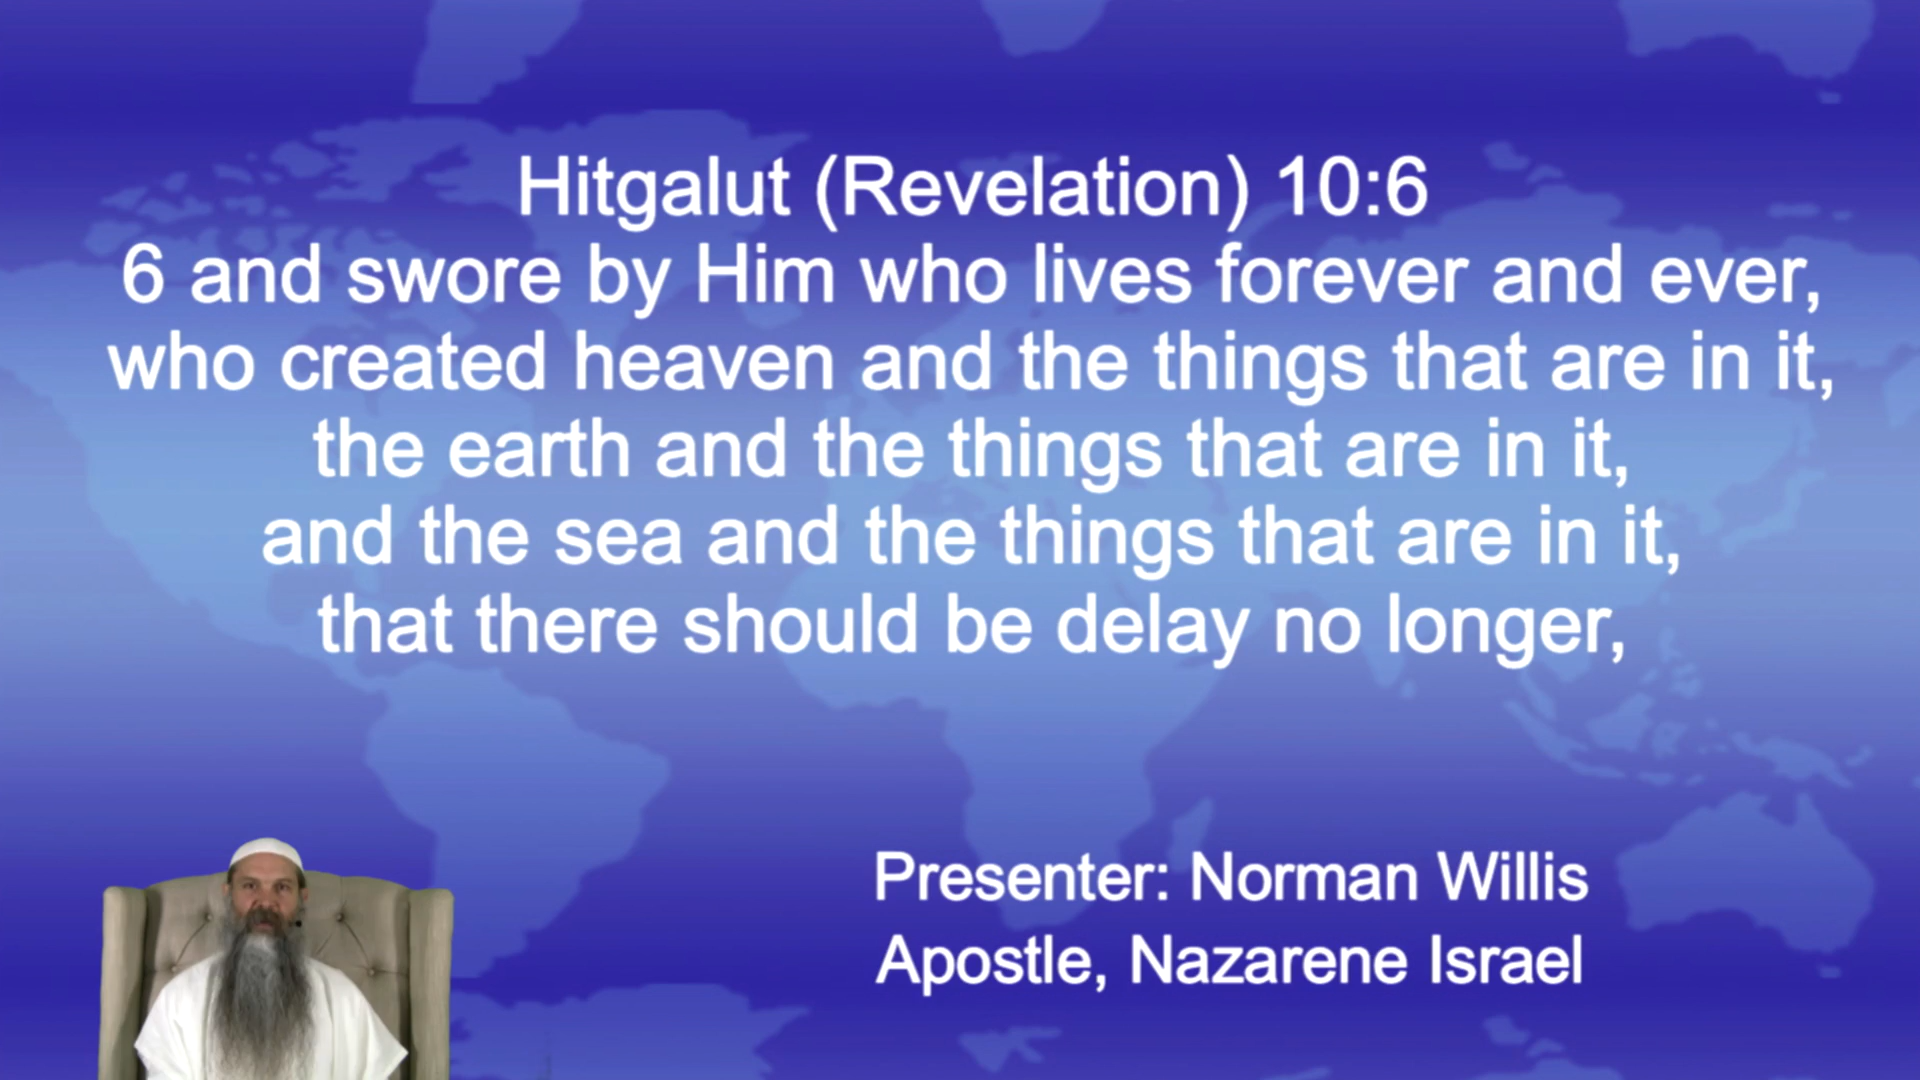 Hitgalut (Revelation) 10:6
6 and swore by Him who lives forever and ever,
who created heaven and the things that are in it,
the earth and the things that are in it,
and the sea and the things that are in it,
that there should be delay no longer,
Presenter: Norman Willis
Apostle, Nazarene Israel